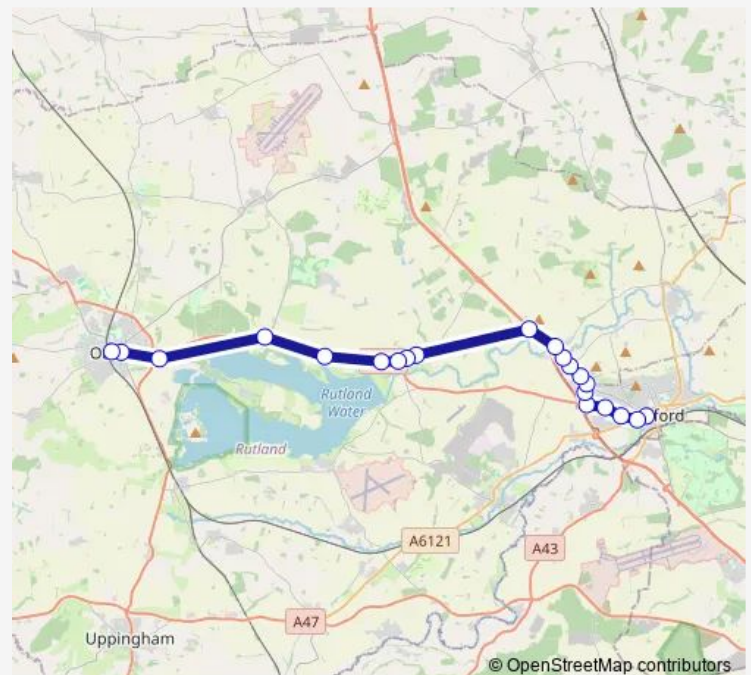 O
Rutland
Water
Rutland
ford
A6121
A43
A47
Uppingham
© OpenStreetMap contributors